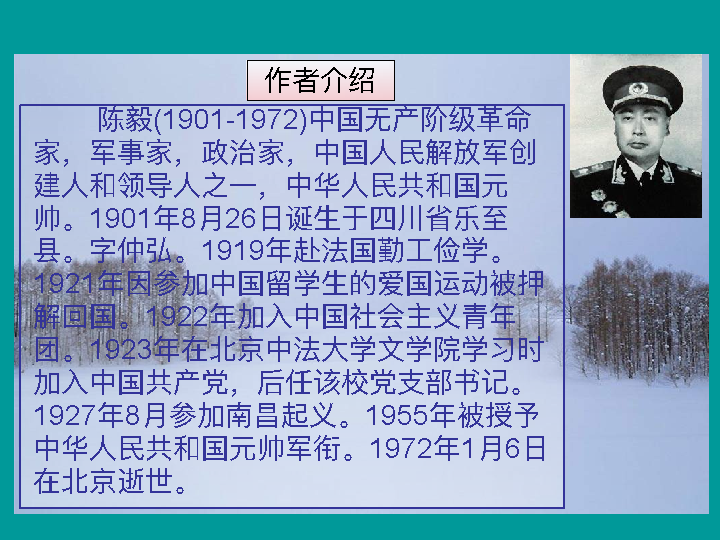 作者介绍
陈毅(1901-1972)中国无产阶级革命
家，军事家，政治家，中国人民解放军创
建人和领导人之一，中华人民共和国元
帅。1901年8月26日诞生于四川省乐至
县。字仲弘。1919年赴法国勤工俭学。
1921年因参加中国留学生的爱国运动被押
解回国。1922年加入中国社会主义青年
团。1923年在北京中法大学文学院学习时
加入中国共产党，后任该校党支部书记。
1927年8月参加南昌起义。1955年被授予
中华人民共和国元帅军衔。1972年1月6日
在北京逝世。